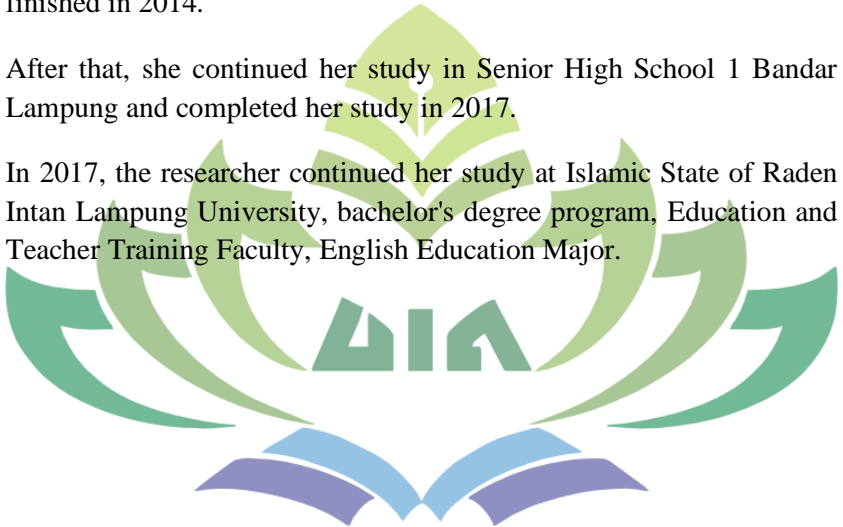 finished in 2014.
After that, she continued her study in Senior High School 1 Bandar
Lampung and completed her study in 2017.
In 2017, the researcher continued her study at Islamic State of Raden
Intan Lampung University, bachelor's degree program, Education and
Teacher Training Faculty, English Education Major.
UIN